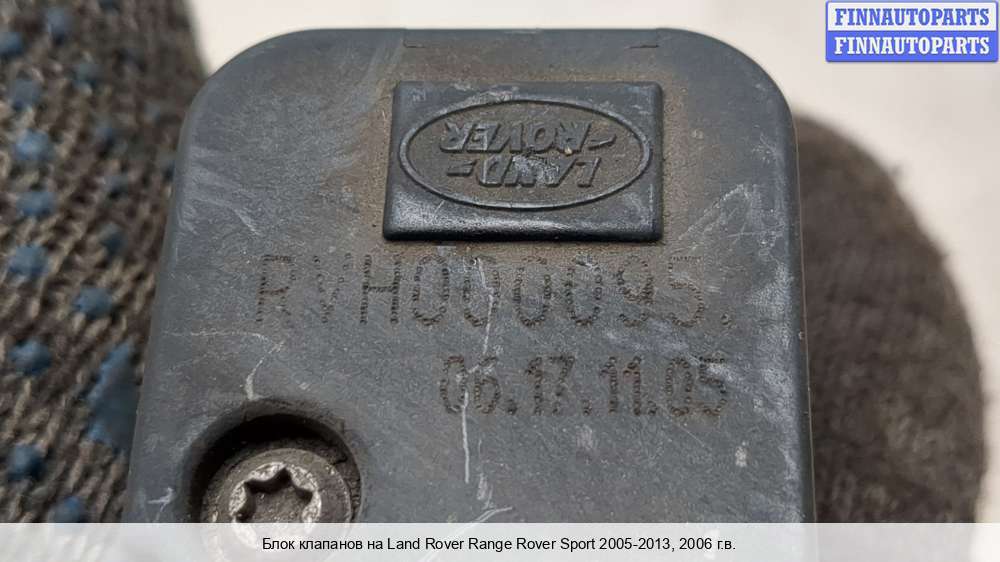 FINNAUTOPARTS
FINNAUTOPARTS
LAND-
-ROVER
06.17.11.05
Блок клапанов на Land Rover Range Rover Sport 2005-2013, 2006 г.в.